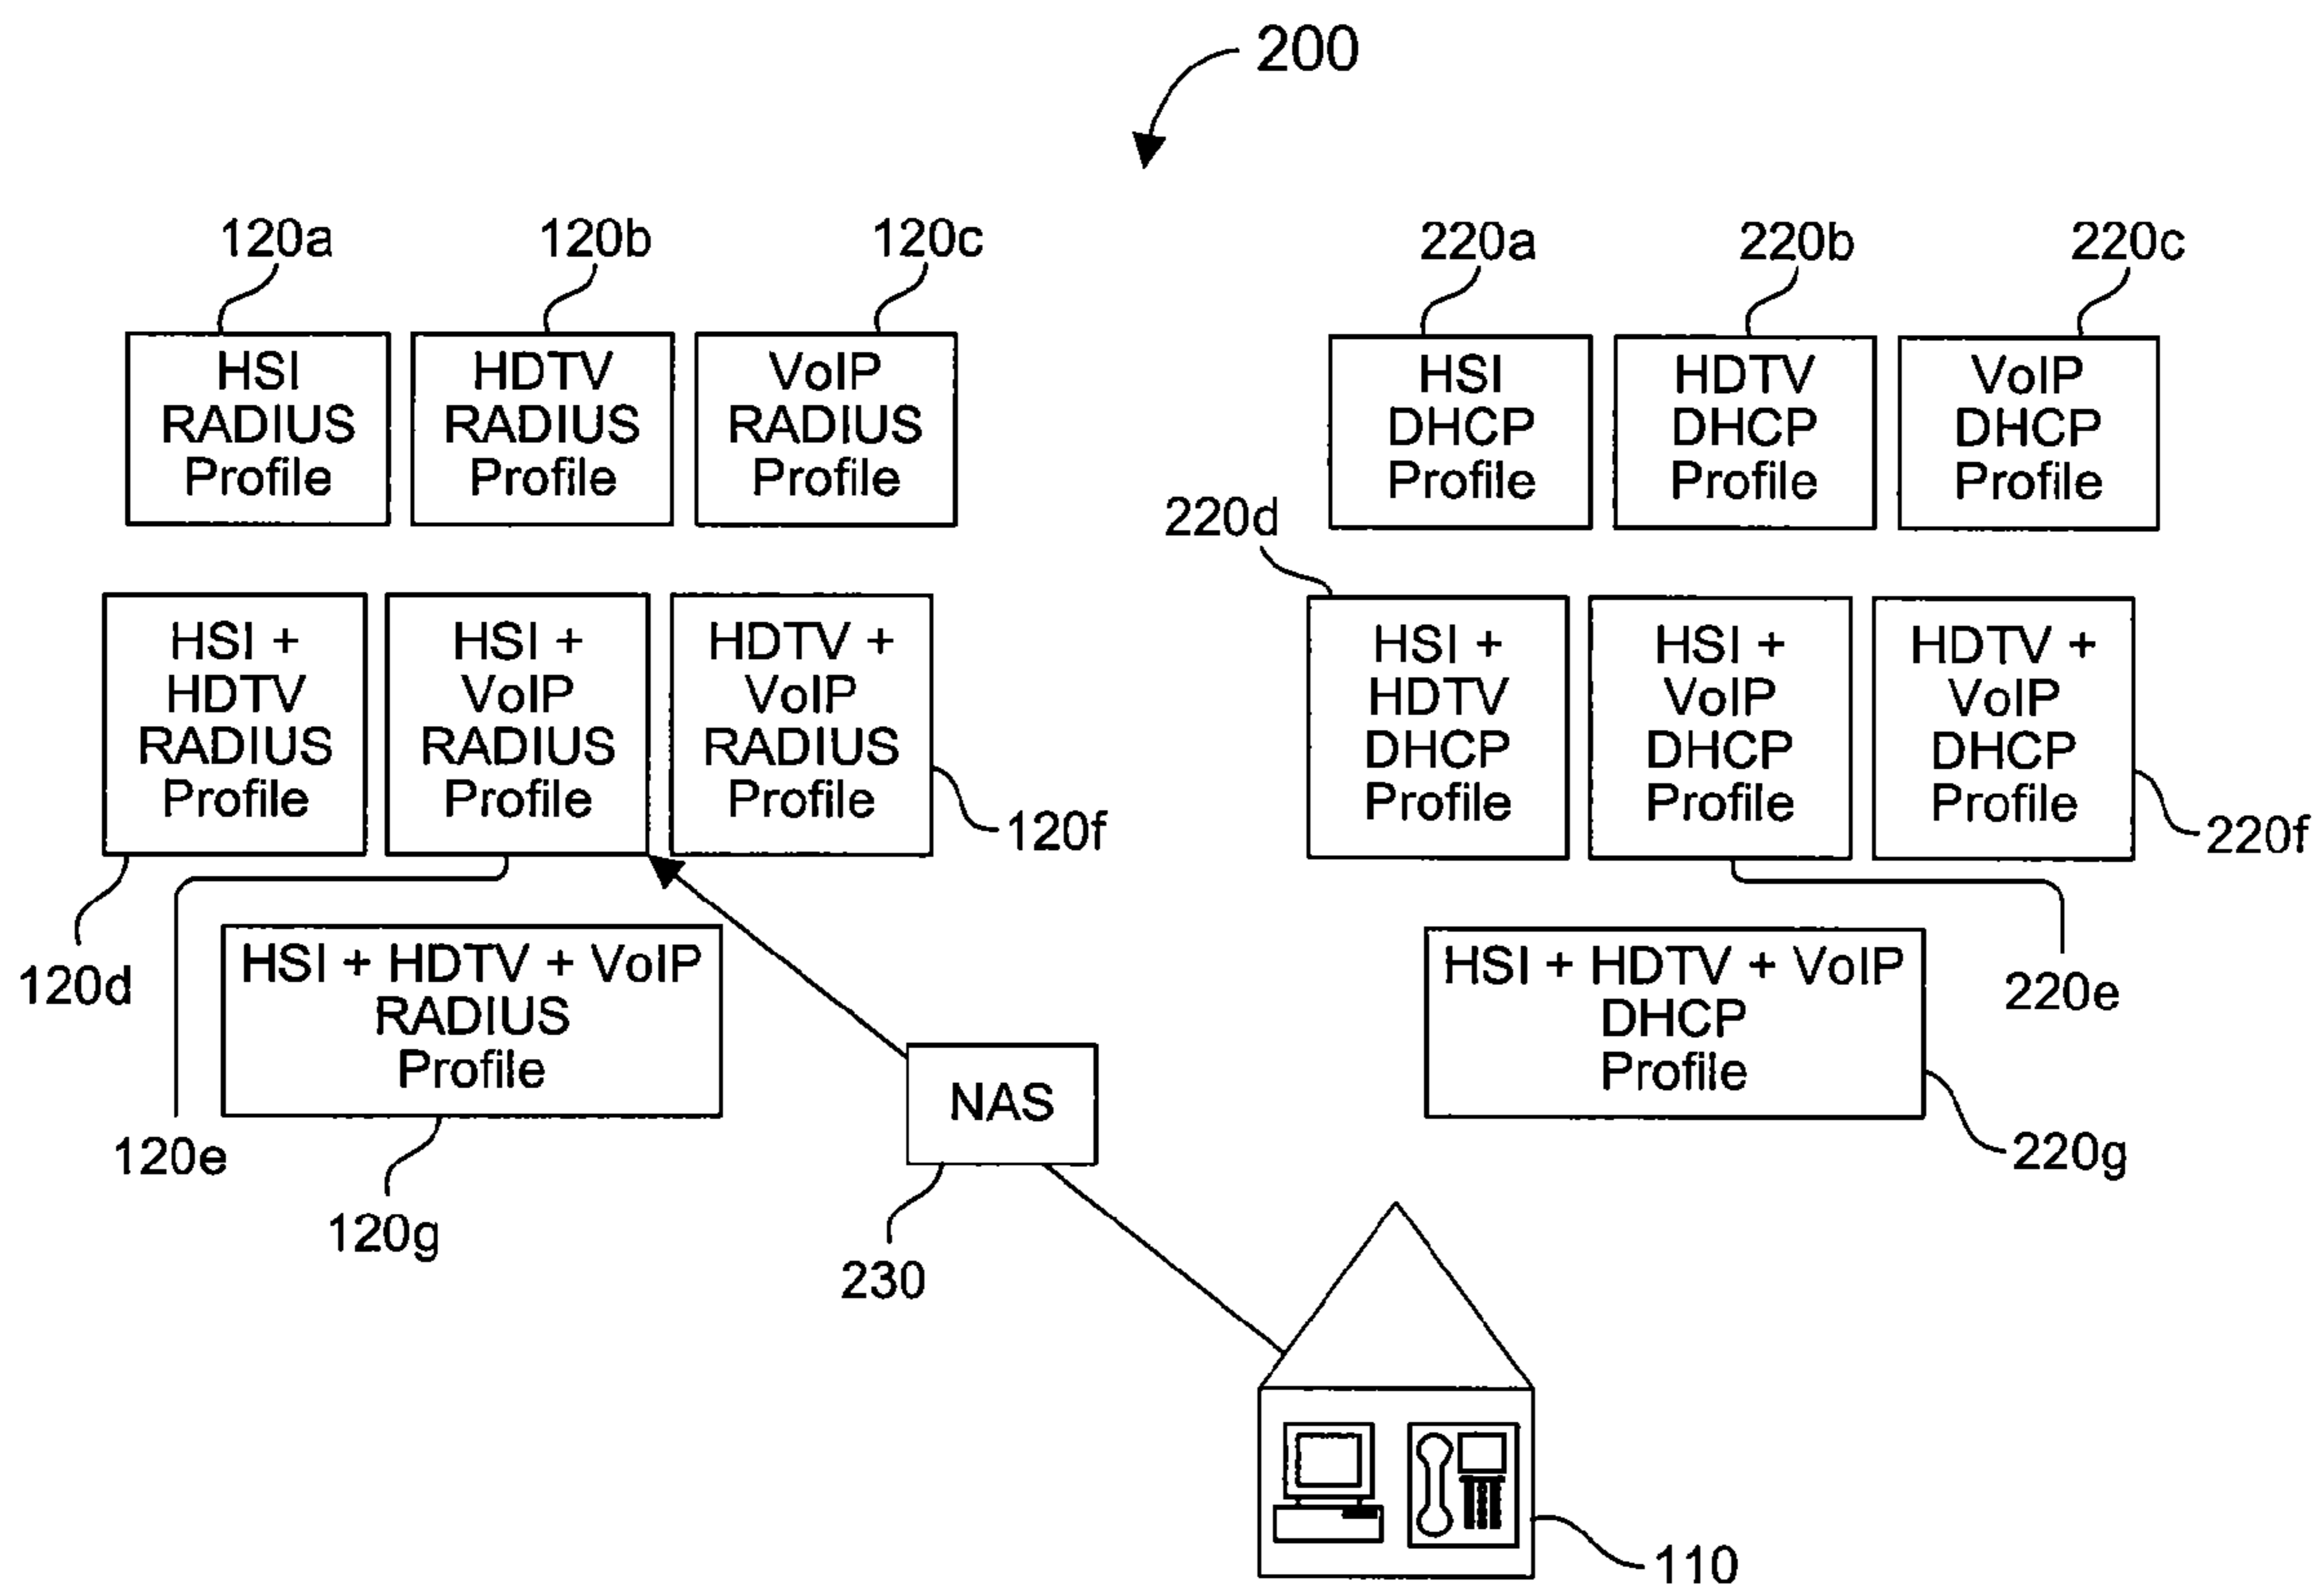 200
120a
120b
120c
220a
220b
220c
HSI
RADIUS
Profile
HDTV
RADIUS
Profile
VoIP
RADIUS
Profile
HSI
DHCP
Profile
HDTV
DHCP
Profile
VoIP
DHCP
Profile
220d
HSI +
HDTV
RADIUS
Profile
HSI +
VoIP
RADIUS
Profile
HDTV +
VoIP
RADIUS
Profile
120f
HSI +
HDTV
DHCP
Profile
HSI +
VoIP
DHCP
Profile
HDTV +
VoIP
DHCP
Profile
220f
120d
HSI + HDTV + VoIP
RADIUS
Profile
120e
120g
NAS
230
HSI + HDTV + VoIP
DHCP
Profile
220e
220g
110